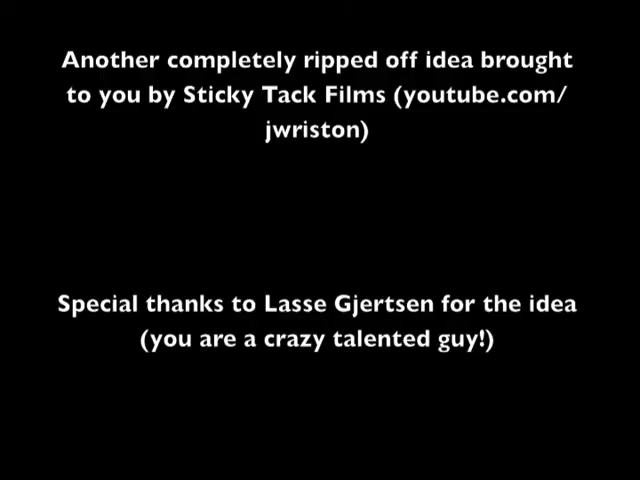 Another completely ripped off idea brought
to you by Sticky Tack Films (youtube.com/
jwriston)
Special thanks to Lasse Gjertsen for the idea
(you are a crazy talented guy!)